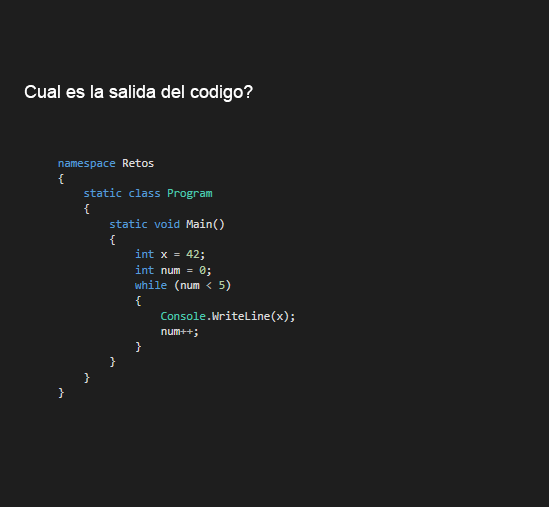 Cual es la salida del codigo?
namespace Retos
{
static class Program
{
static void Main()
{
int x = 42;
int num = 0;
while (num < 5)
{
Console.WriteLine(x);
num++;
}
}
}
}